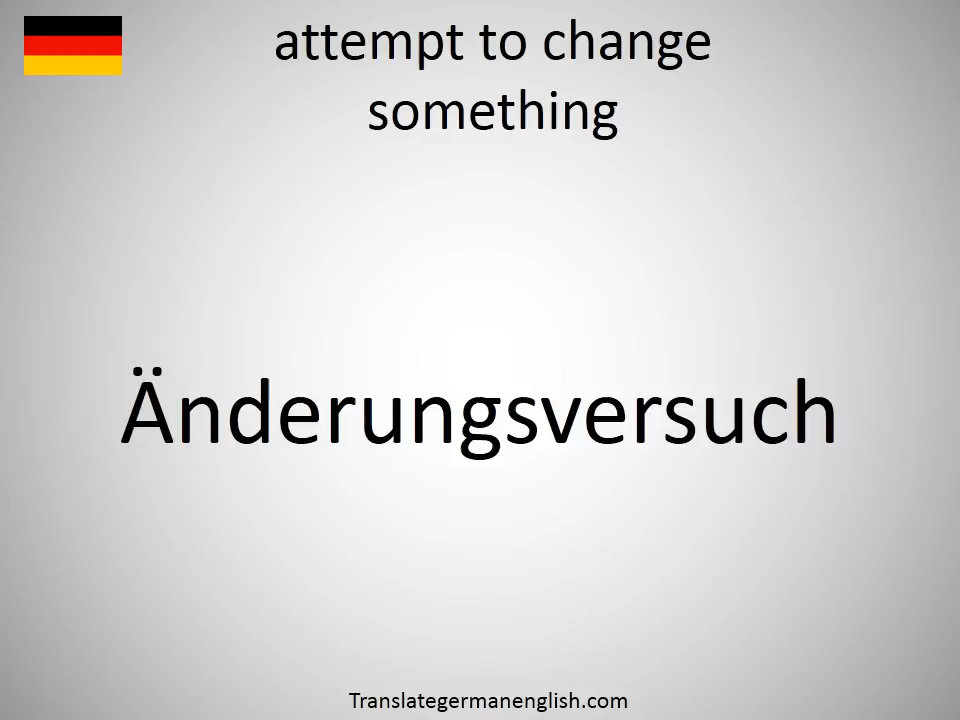 attempt to change
something
Änderungsversuch
Translategermanenglish.com